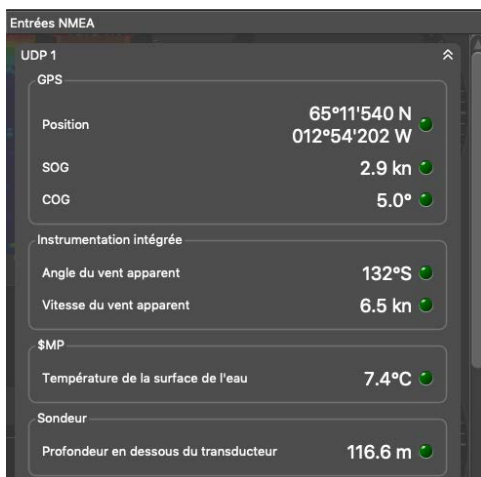 Entrées NMEA
UDP 1
GPS
Position 65°11'540 N
012°54'202 W
SOG 2.9 kn
COG 5.0°
Instrumentation intégrée
Angle du vent apparent 132°S
Vitesse du vent apparent 6.5 kn
$MP
Température de la surface de l'eau 7.4°C
Sondeur
Profondeur en dessous du transducteur 116.6 m